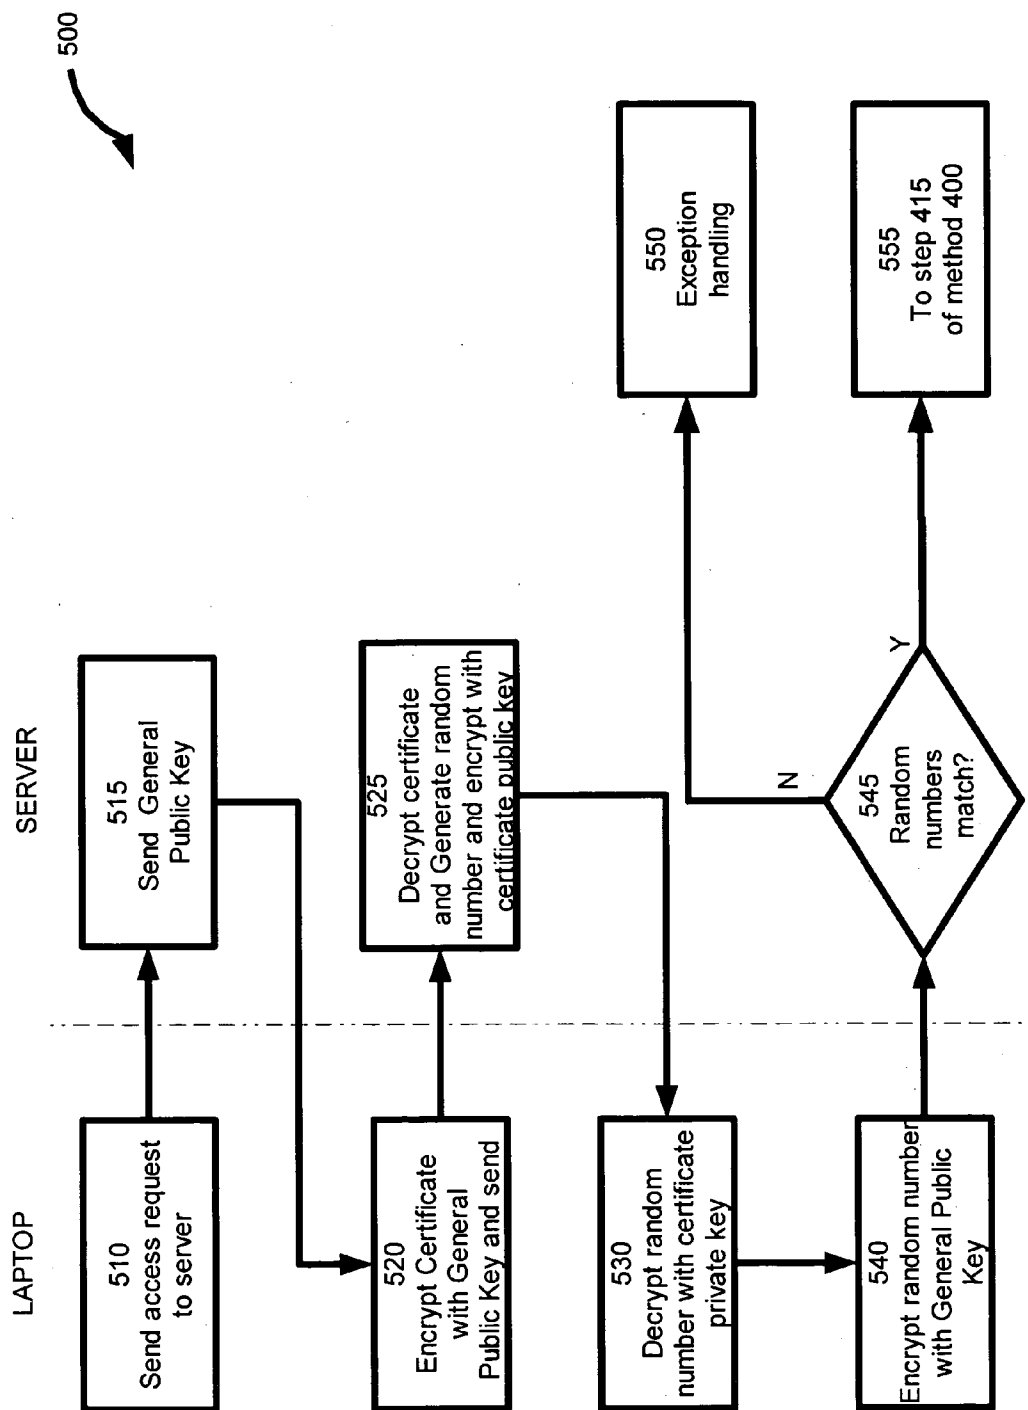 500
LAPTOP
SERVER
510
Send access request
to server
515
Send General
Public Key
520
Encrypt Certificate
with General
Public Key and send
525
Decrypt certificate
and Generate random
number and encrypt with
certificate public key
530
Decrypt random
number with certificate
private key
540
Encrypt random number
with General Public
Key
545
Random
numbers
match?
N
Y
550
Exception
handling
555
To step 415
of method 400